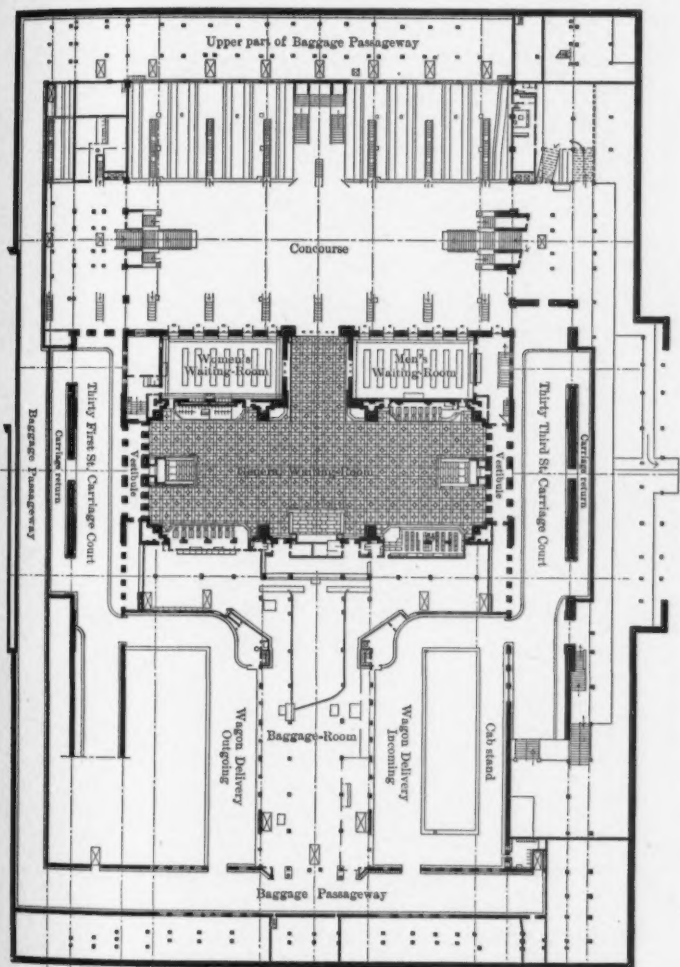 Upper part of Baggage Passageway
Concourse
Women's
Waiting-Room
Men's
Waiting-Room
Baggage Passageway
Carriage return
Thirty First St. Carriage Court
Vestibule
General Waiting-Room
Vestibule
Thirty Third St. Carriage Court
Carriage return
Wagon Delivery
Outgoing
Baggage-Room
Wagon Delivery
Incoming
Cab stand
Baggage Passageway